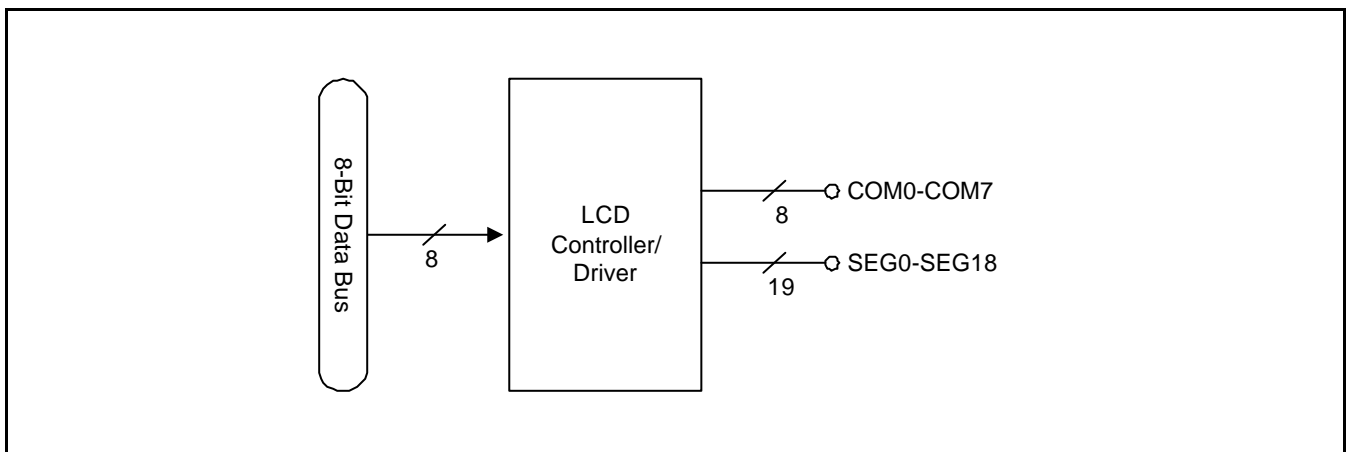 8-Bit Data Bus
8
LCD
Controller/
Driver
8
COM0-COM7
19
SEG0-SEG18